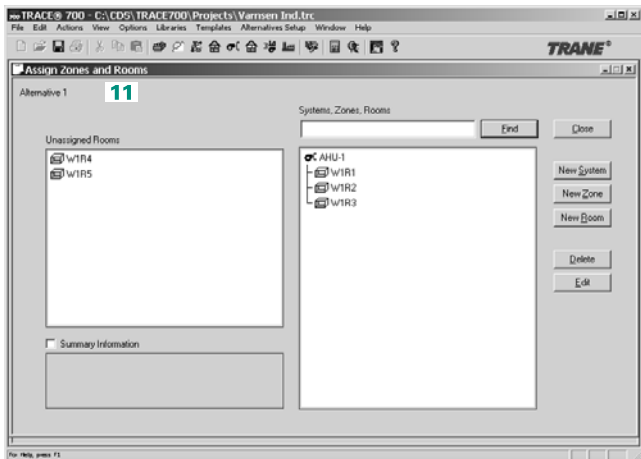 TRACE® 700 - C:\CDS\TRACE700\Projects\Varnsen Ind.trc
File Edit Actions View Options Libraries Templates Alternatives Setup Window Help
TRANE®
Assign Zones and Rooms
Alternative 1
11
Systems, Zones, Rooms
Find
Close
Unassigned Rooms
W1R4
W1R5
AHU-1
W1R1
W1R2
W1R3
New System
New Zone
New Room
Delete
Edit
Summary Information
For Help, press F1